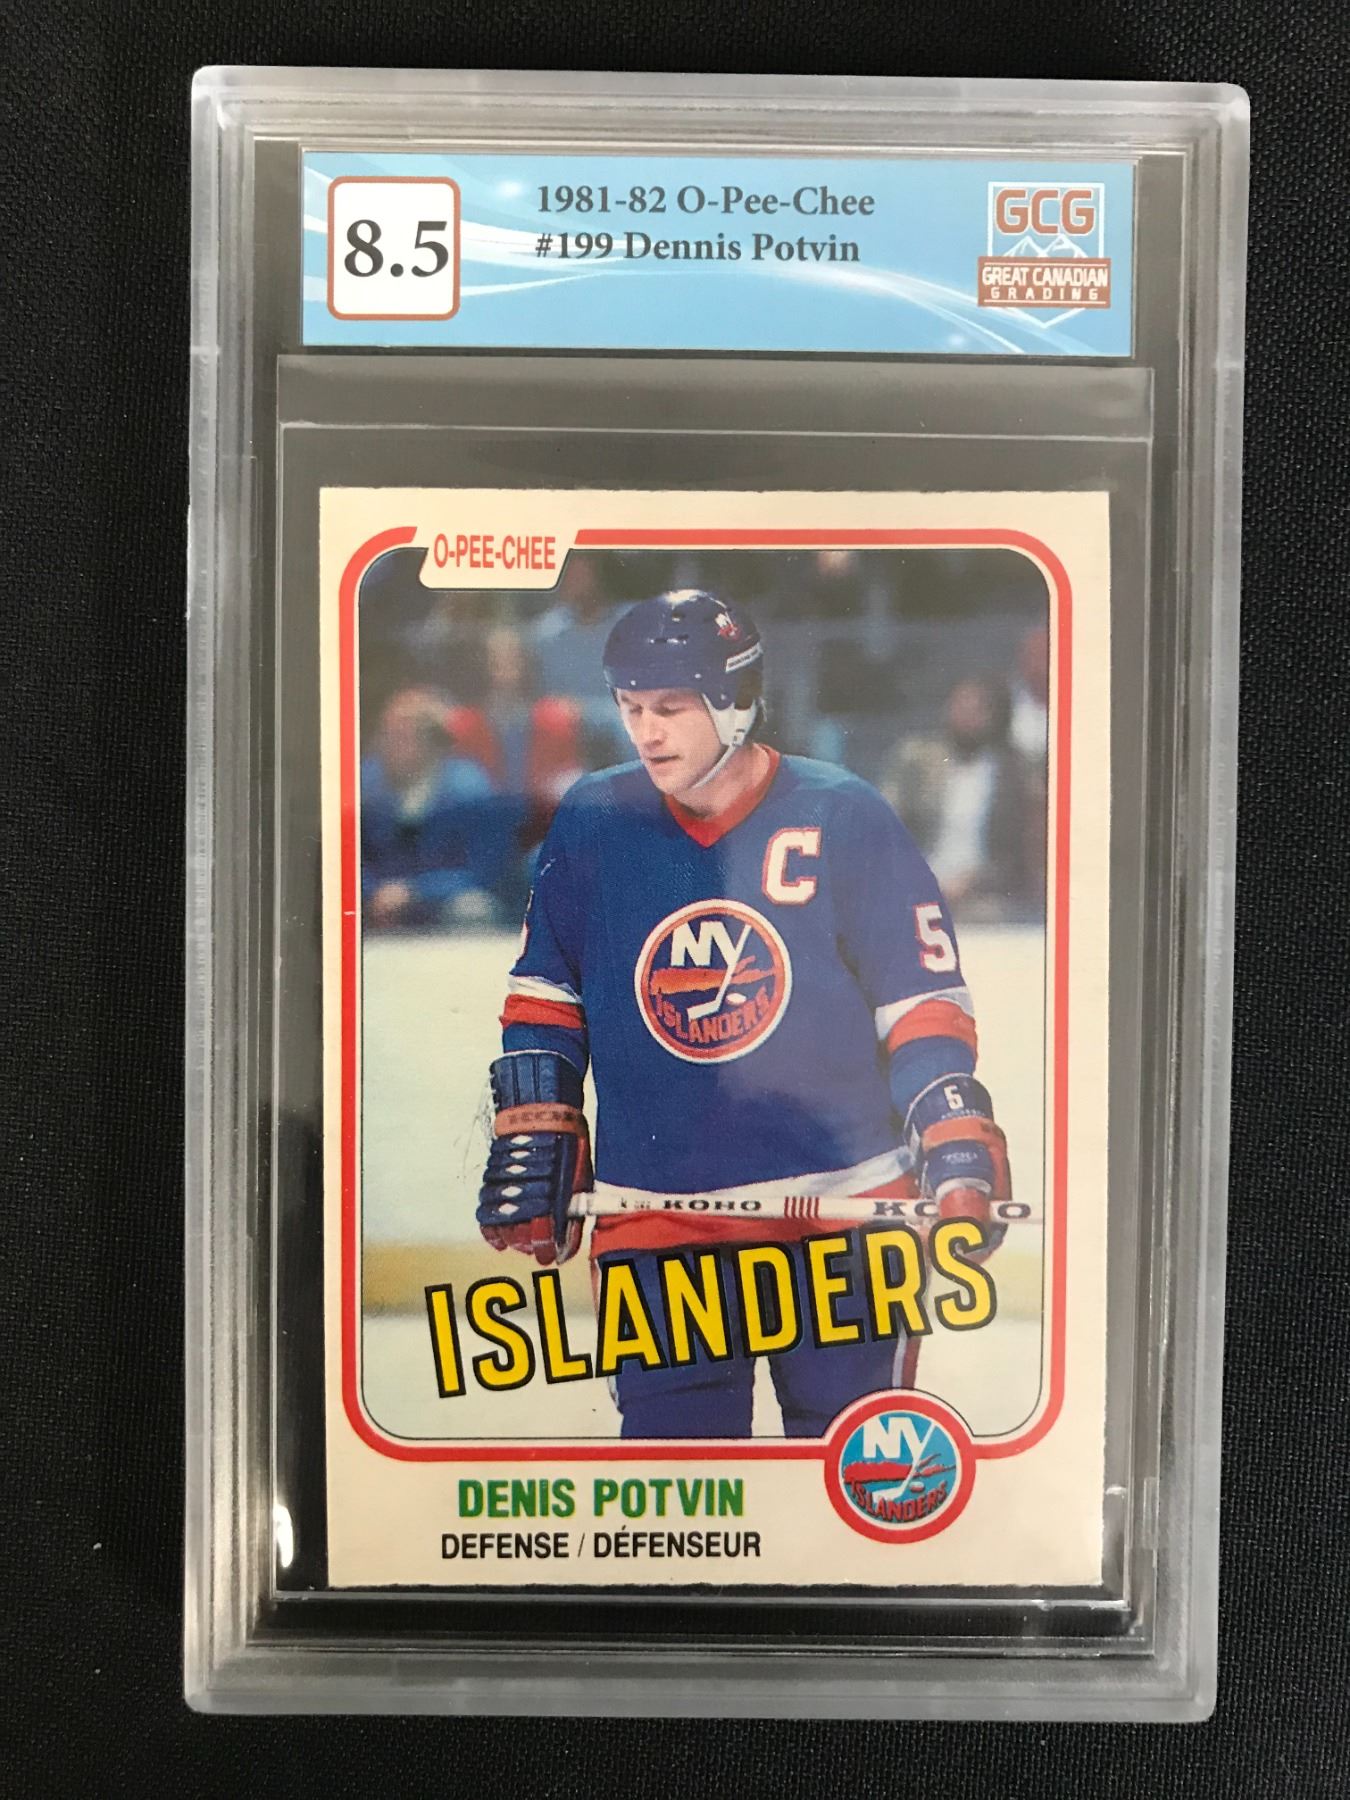 8.5
1981-82 O-Pee-Chee
#199 Dennis Potvin
GCG
GREAT CANADIAN
GRADING
O-PEE-CHEE
C
5
NY
ISLANDERS
5
KOHO
KOHO
ISLANDERS
NY
ISLANDERS
DENIS POTVIN
DEFENSE / DÉFENSEUR